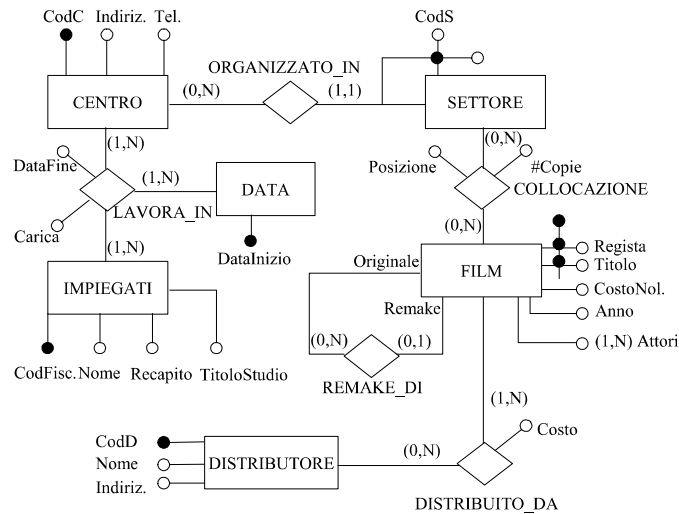 CodC Indiriz. Tel. CodS
ORGANIZZATO_IN
CENTRO (0,N) (1,1) SETTORE
(1,N) (0,N)
DataFine Posizione #Copie
(1,N) DATA COLLOCAZIONE
LAVORA_IN
Carica (0,N)
(1,N) DataInizio Regista
Originale FILM Titolo
IMPIEGATI CostoNol.
Remake Anno
(0,N) (0,1) (1,N) Attori
CodFisc. Nome Recapito TitoloStudio
REMAKE_DI
(1,N)
Costo
CodD
(0,N)
Nome DISTRIBUTORE
Indiriz.
DISTRIBUITO_DA